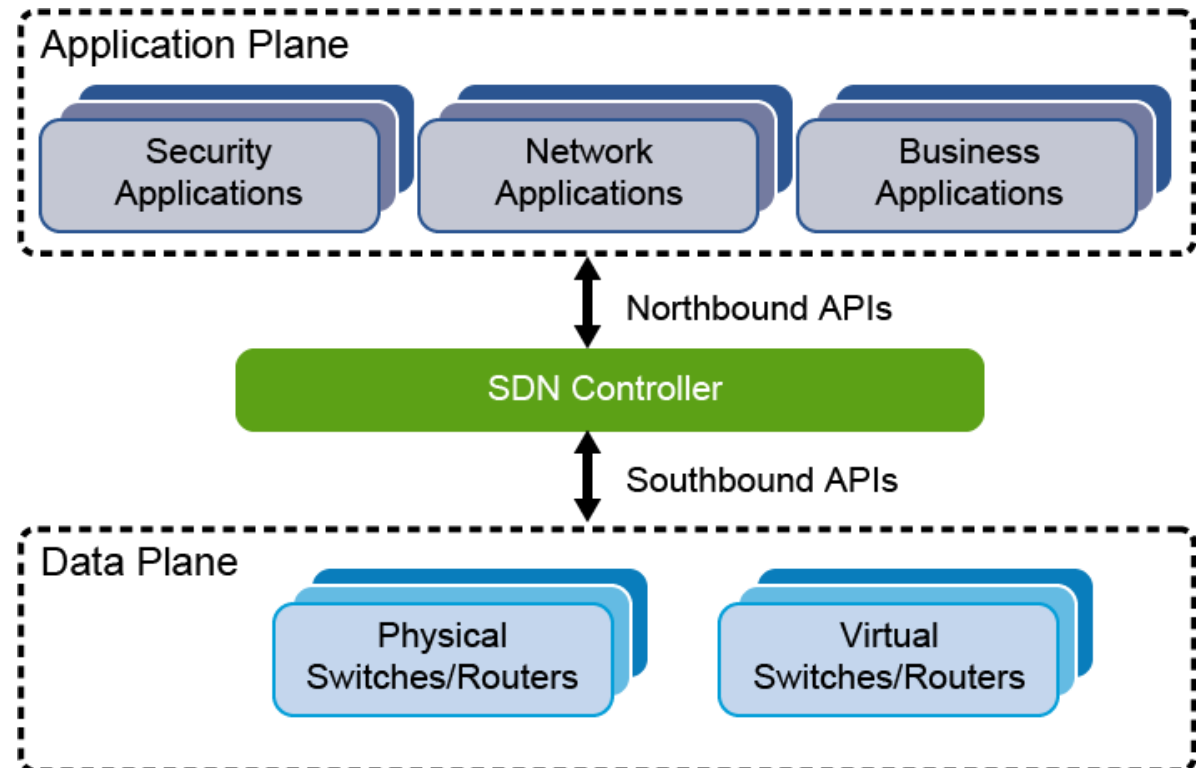 Application Plane
Security
Applications
Network
Applications
Business
Applications
Northbound APIs
SDN Controller
Southbound APIs
Data Plane
Physical
Switches/Routers
Virtual
Switches/Routers